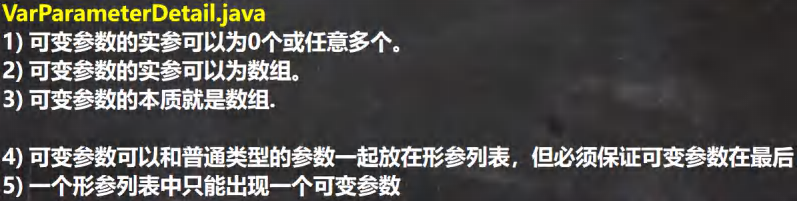 VarParameterDetail.java
1) 可变参数的实参可以为0个或任意多个。
2) 可变参数的实参可以为数组。
3) 可变参数的本质就是数组.
4) 可变参数可以和普通类型的参数一起放在形参列表，但必须保证可变参数在最后
5) 一个形参列表中只能出现一个可变参数